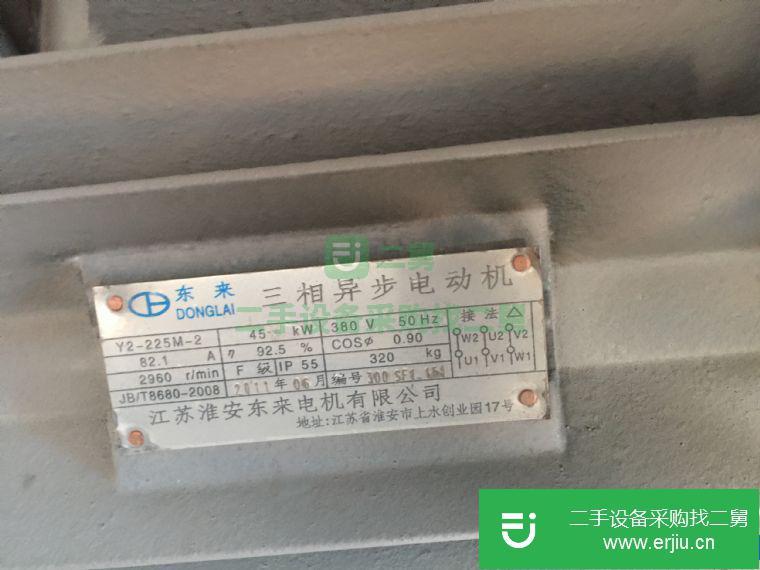 东来 三相异步电动机
DONGLAI
Y2-225M-2 45 kW 380 V 50 Hz 接法 △
82.1 A η 92.5 % COSφ 0.90 W2 U2 V2
2960 r/min F 级 IP 55 320 kg U1 V1 W1
JB/T8680-2008 2011 年 06 月 编号
江苏淮安东来电机有限公司
地址:江苏省淮安市上水创业园17号
二舅
二手设备采购找二舅
二手设备采购找二舅
www.erjiu.cn